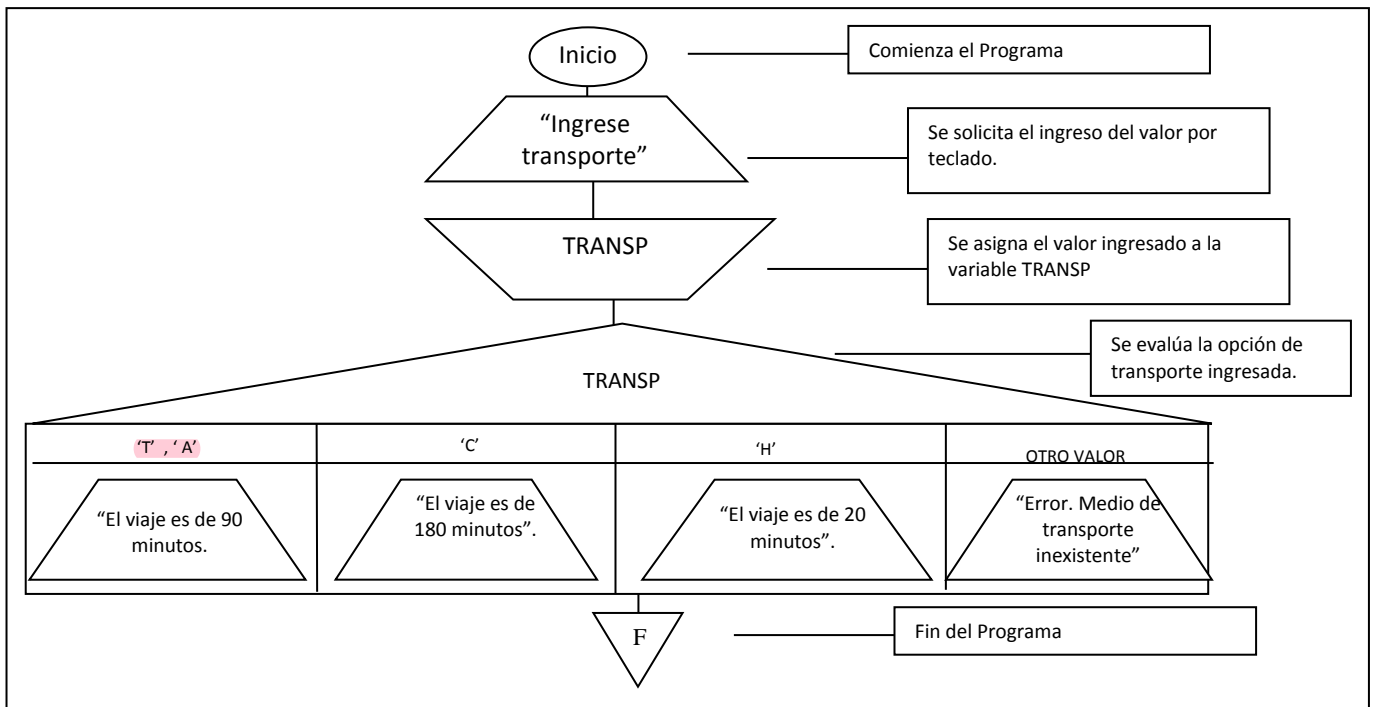 Inicio
Comienza el Programa
“Ingrese
transporte”
Se solicita el ingreso del valor por
teclado.
TRANSP
Se asigna el valor ingresado a la
variable TRANSP
Se evalúa la opción de
transporte ingresada.
TRANSP
‘T’ , ‘ A’
‘C’
‘H’
OTRO VALOR
“El viaje es de 90
minutos.
“El viaje es de
180 minutos”.
“El viaje es de 20
minutos”.
“Error. Medio de
transporte
inexistente”
F
Fin del Programa